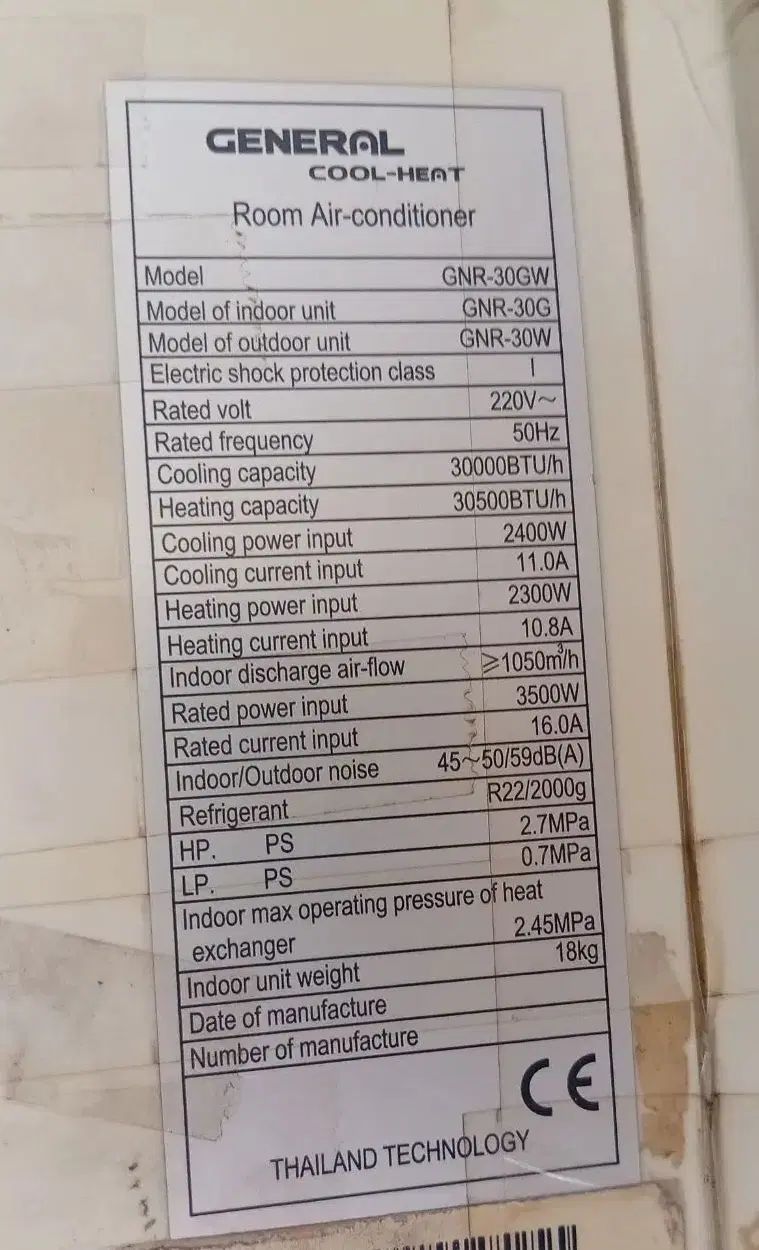 GENERAL
COOL-HEAT
Room Air-conditioner
Model GNR-30GW
Model of indoor unit GNR-30G
Model of outdoor unit GNR-30W
Electric shock protection class I
Rated volt 220V~
Rated frequency 50Hz
Cooling capacity 30000BTU/h
Heating capacity 30500BTU/h
Cooling power input 2400W
Cooling current input 11.0A
Heating power input 2300W
Heating current input 10.8A
Indoor discharge air-flow ⩾1050m³/h
Rated power input 3500W
Rated current input 16.0A
Indoor/Outdoor noise 45~50/59dB(A)
Refrigerant R22/2000g
HP. PS 2.7MPa
LP. PS 0.7MPa
Indoor max operating pressure of heat
exchanger 2.45MPa
Indoor unit weight 18kg
Date of manufacture
Number of manufacture
CE
THAILAND TECHNOLOGY